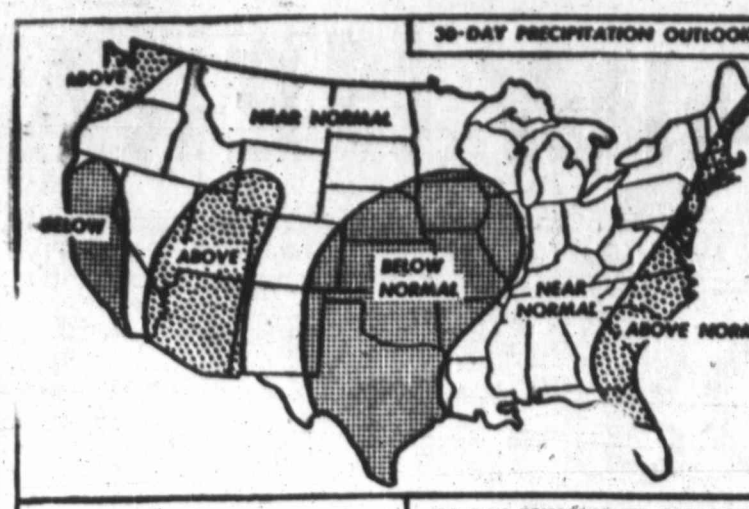 30-DAY PRECIPITATION OUTLOOK
ABOVE
NEAR NORMAL
BELOW
ABOVE
BELOW
NORMAL
NEAR
NORMAL
ABOVE NORM